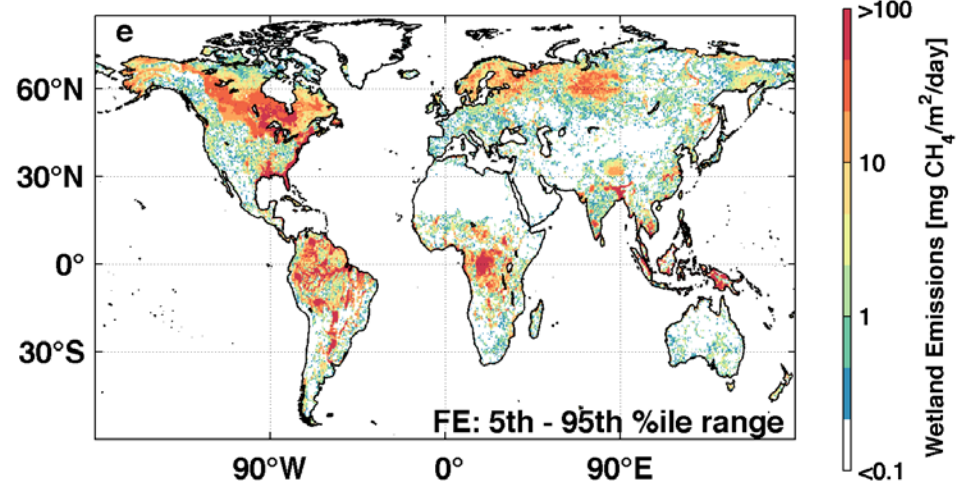 e
60°N
30°N
0°
30°S
90°W
0°
90°E
FE: 5th - 95th %ile range
>100
10
1
<0.1
Wetland Emissions [mg CH₄/m²/day]